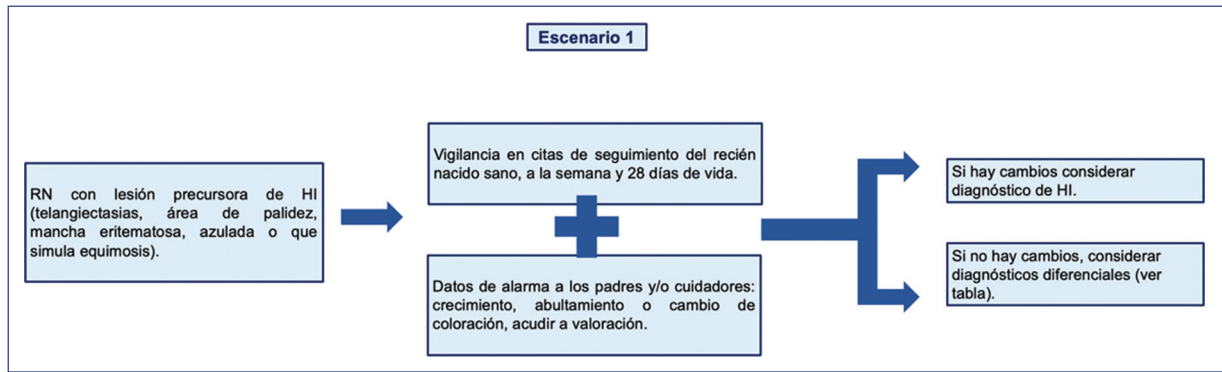 Escenario 1
RN con lesión precursora de HI
(telangiectasias, área de palidez,
mancha eritematosa, azulada o que
simula equimosis).
Vigilancia en citas de seguimiento del recién
nacido sano, a la semana y 28 días de vida.
Datos de alarma a los padres y/o cuidadores:
crecimiento, abultamiento o cambio de
coloración, acudir a valoración.
Si hay cambios considerar
diagnóstico de HI.
Si no hay cambios, considerar
diagnósticos diferenciales (ver
tabla).